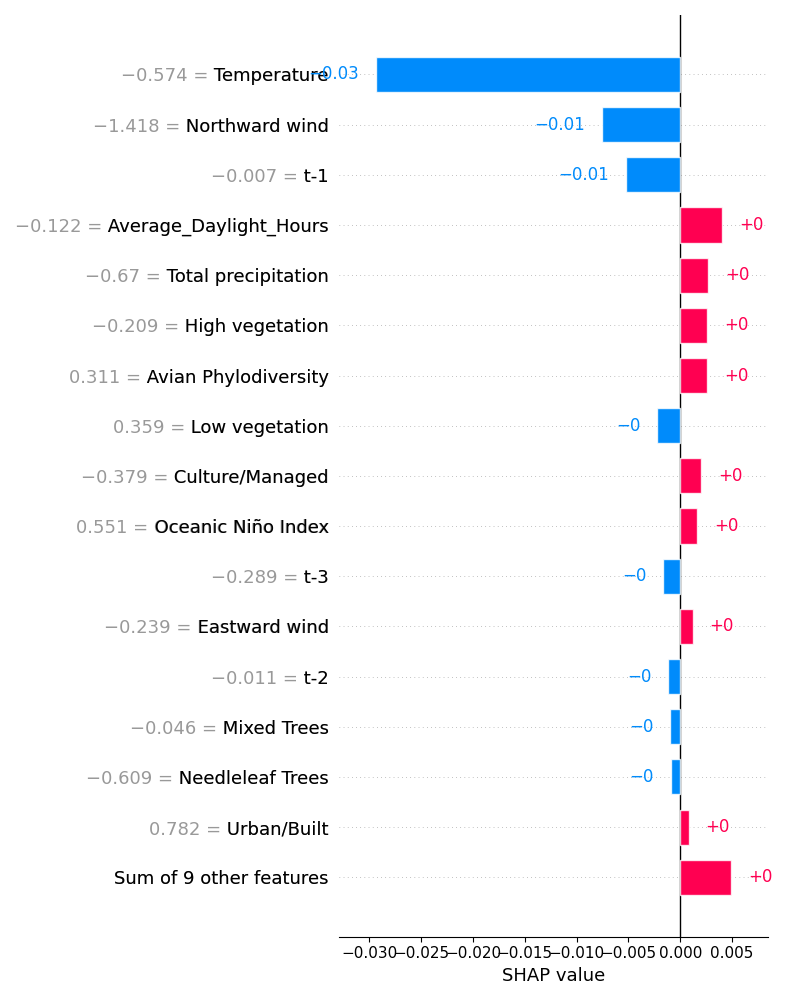 −0.574 = Temperature −0.03
−1.418 = Northward wind −0.01
−0.007 = t-1 −0.01
−0.122 = Average_Daylight_Hours +0
−0.67 = Total precipitation +0
−0.209 = High vegetation +0
0.311 = Avian Phylodiversity +0
0.359 = Low vegetation −0
−0.379 = Culture/Managed +0
0.551 = Oceanic Niño Index +0
−0.289 = t-3 −0
−0.239 = Eastward wind +0
−0.011 = t-2 −0
−0.046 = Mixed Trees −0
−0.609 = Needleleaf Trees −0
0.782 = Urban/Built +0
Sum of 9 other features +0
−0.030 −0.025 −0.020 −0.015 −0.010 −0.005 0.000 0.005
SHAP value